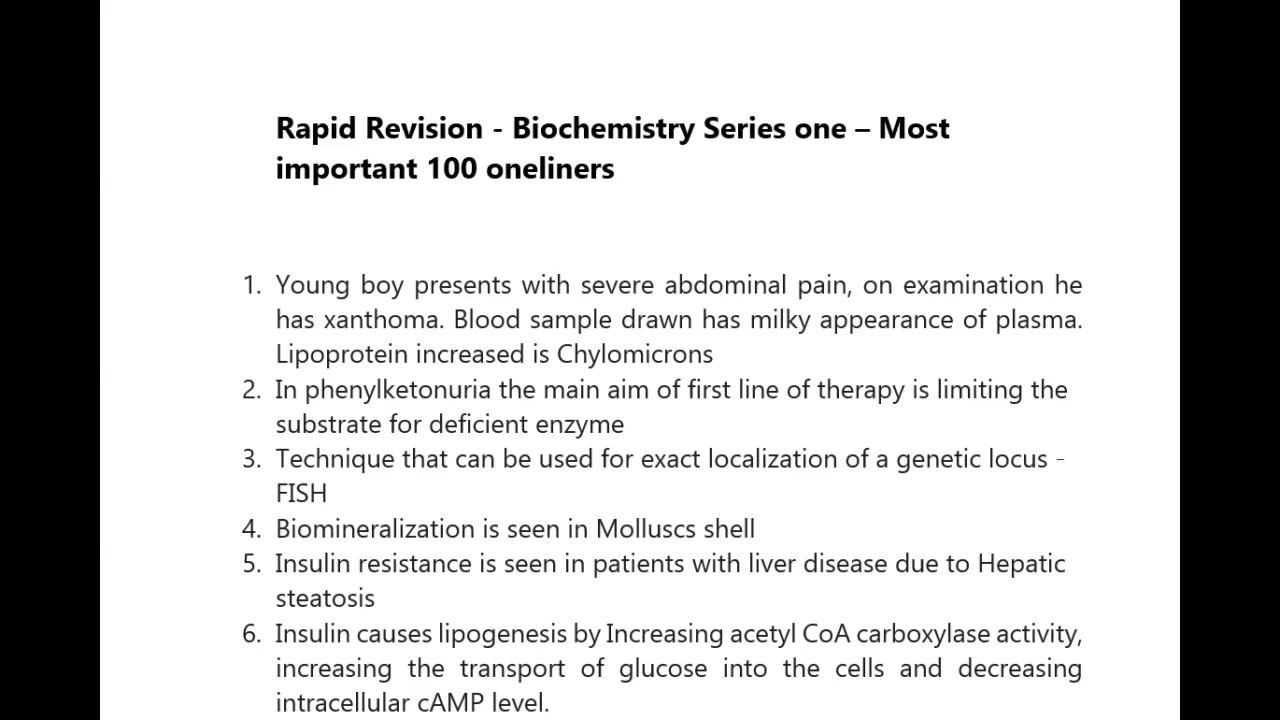 Rapid Revision - Biochemistry Series one – Most
important 100 oneliners
1. Young boy presents with severe abdominal pain, on examination he
has xanthoma. Blood sample drawn has milky appearance of plasma.
Lipoprotein increased is Chylomicrons
2. In phenylketonuria the main aim of first line of therapy is limiting the
substrate for deficient enzyme
3. Technique that can be used for exact localization of a genetic locus -
FISH
4. Biomineralization is seen in Molluscs shell
5. Insulin resistance is seen in patients with liver disease due to Hepatic
steatosis
6. Insulin causes lipogenesis by Increasing acetyl CoA carboxylase activity,
increasing the transport of glucose into the cells and decreasing
intracellular cAMP level.